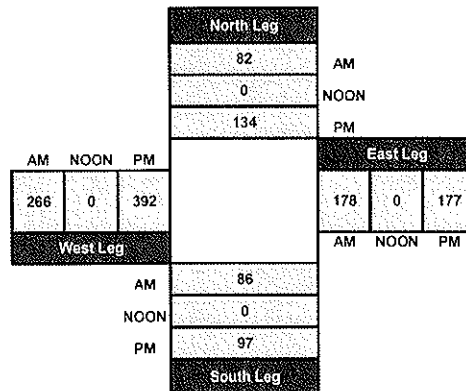 North Leg
82 AM
0 NOON
134 PM
AM NOON PM
East Leg
266 0 392
178 0 177
West Leg
AM NOON PM
AM 86
NOON 0
PM 97
South Leg